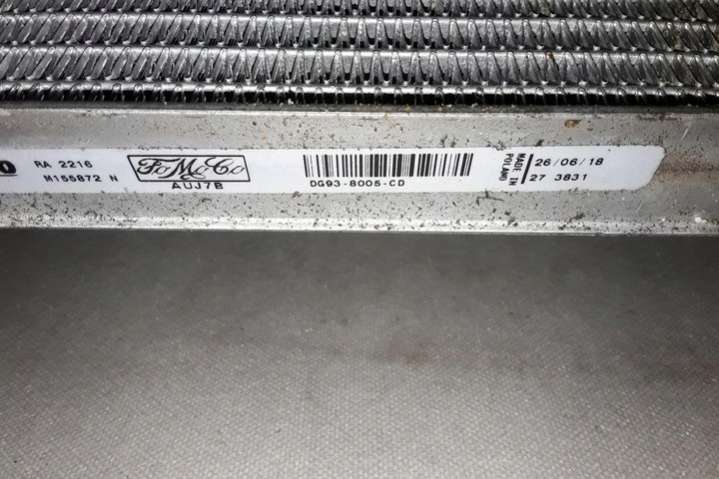 O
RA 2216
M155872 N
FoMoCo
AUJ7B
DG93-8005-CD
MADE IN
POLAND
26/06/18
27 3831